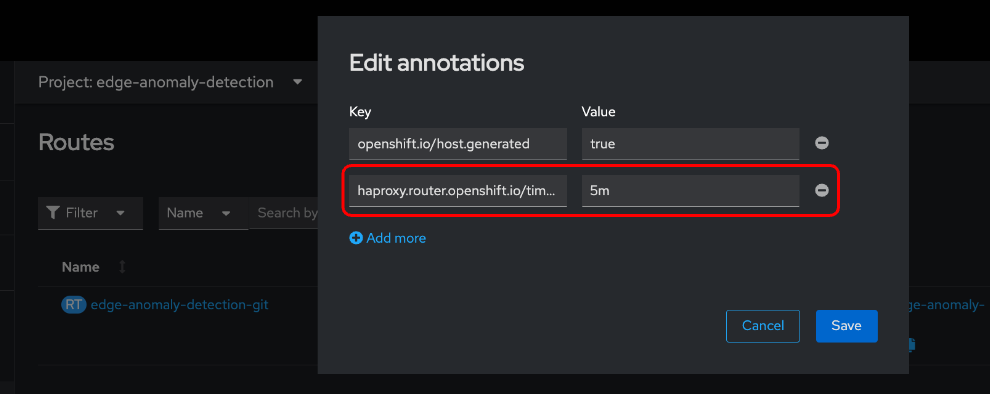 Edit annotations
Project: edge-anomaly-detection
Key Value
Routes
openshift.io/host.generated true
haproxy.router.openshift.io/tim... 5m
Filter Name Search by
Add more
Name
RT edge-anomaly-detection-git
ge-anomaly-
Cancel Save